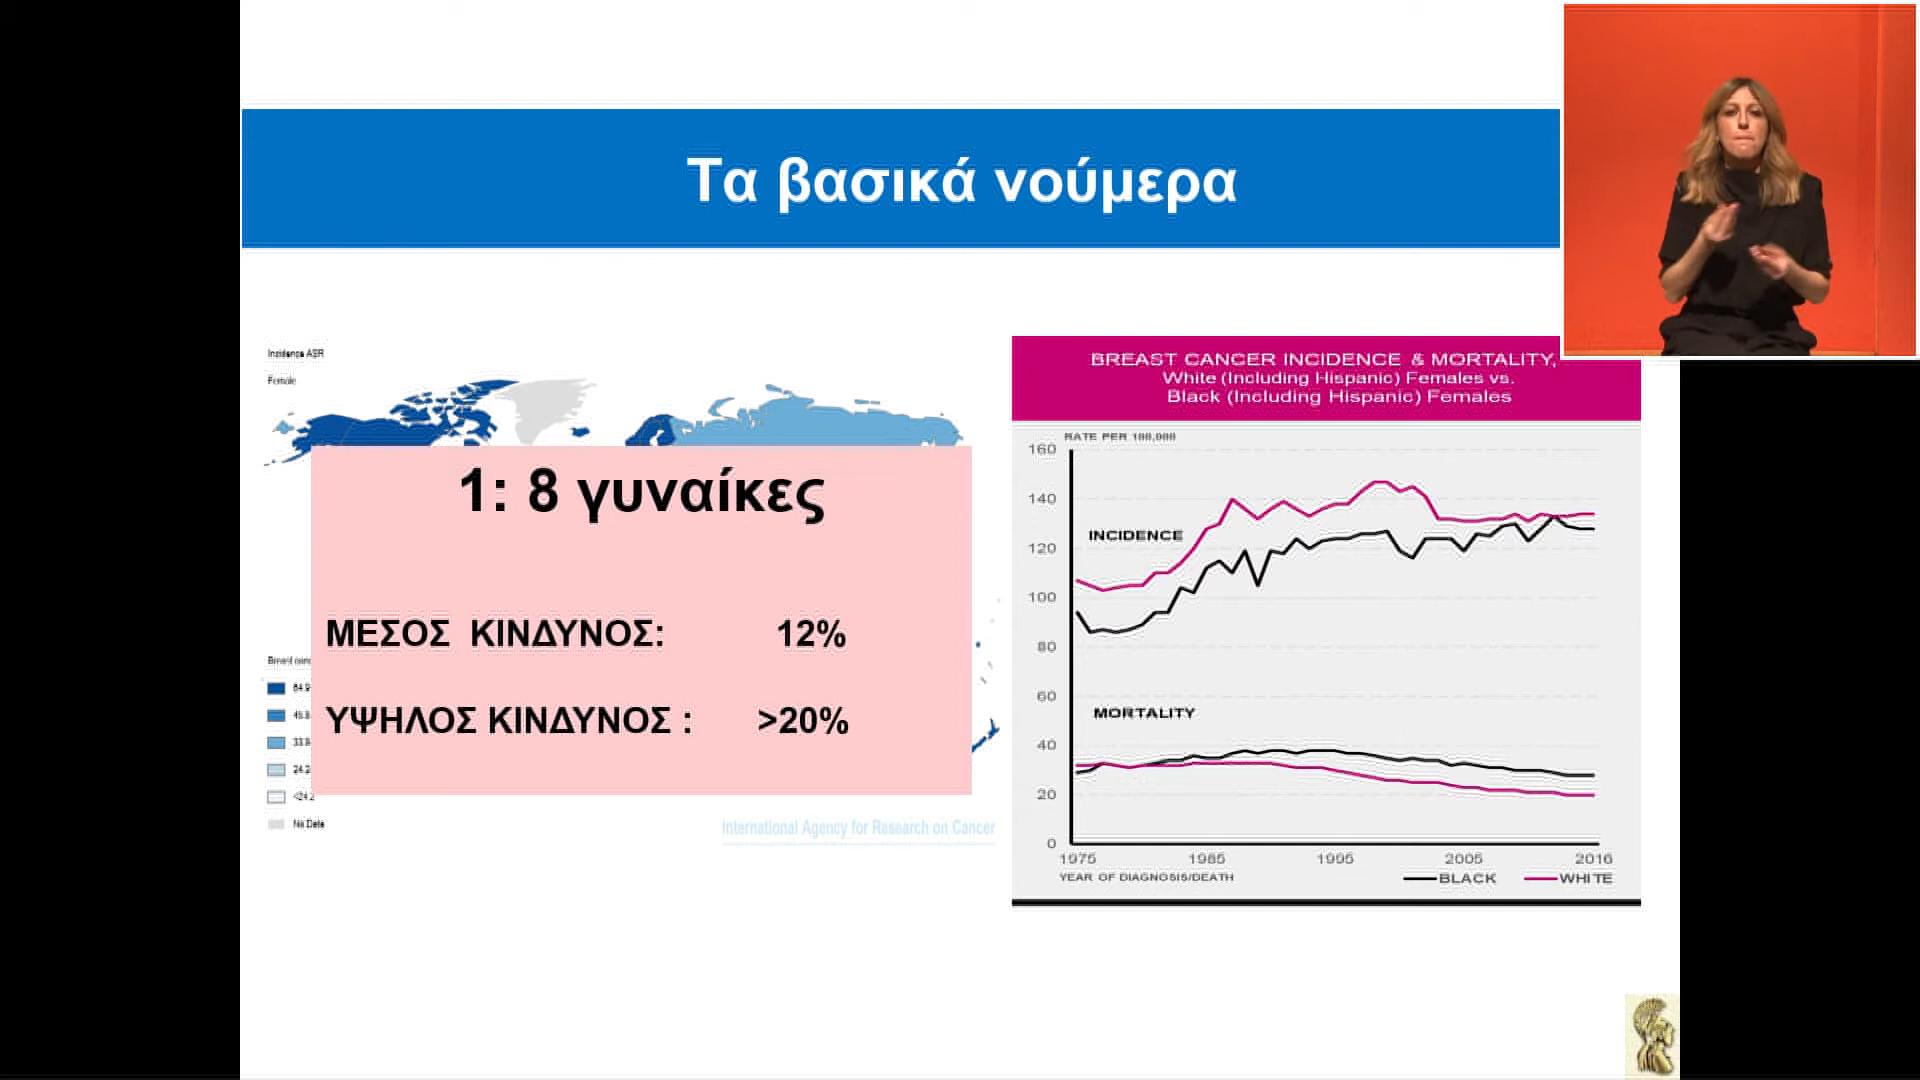 Τα βασικά νούμερα
Incidence ASR
Female
1: 8 γυναίκες
ΜΕΣΟΣ ΚΙΝΔΥΝΟΣ: 12%
ΥΨΗΛΟΣ ΚΙΝΔΥΝΟΣ : >20%
<24.2
No Data
International Agency for Research on Cancer
BREAST CANCER INCIDENCE & MORTALITY,
White (Including Hispanic) Females vs.
Black (Including Hispanic) Females
RATE PER 100,000
160
140
120
100
80
60
40
20
0
INCIDENCE
MORTALITY
1975 1985 1995 2005 2016
YEAR OF DIAGNOSIS/DEATH
BLACK WHITE